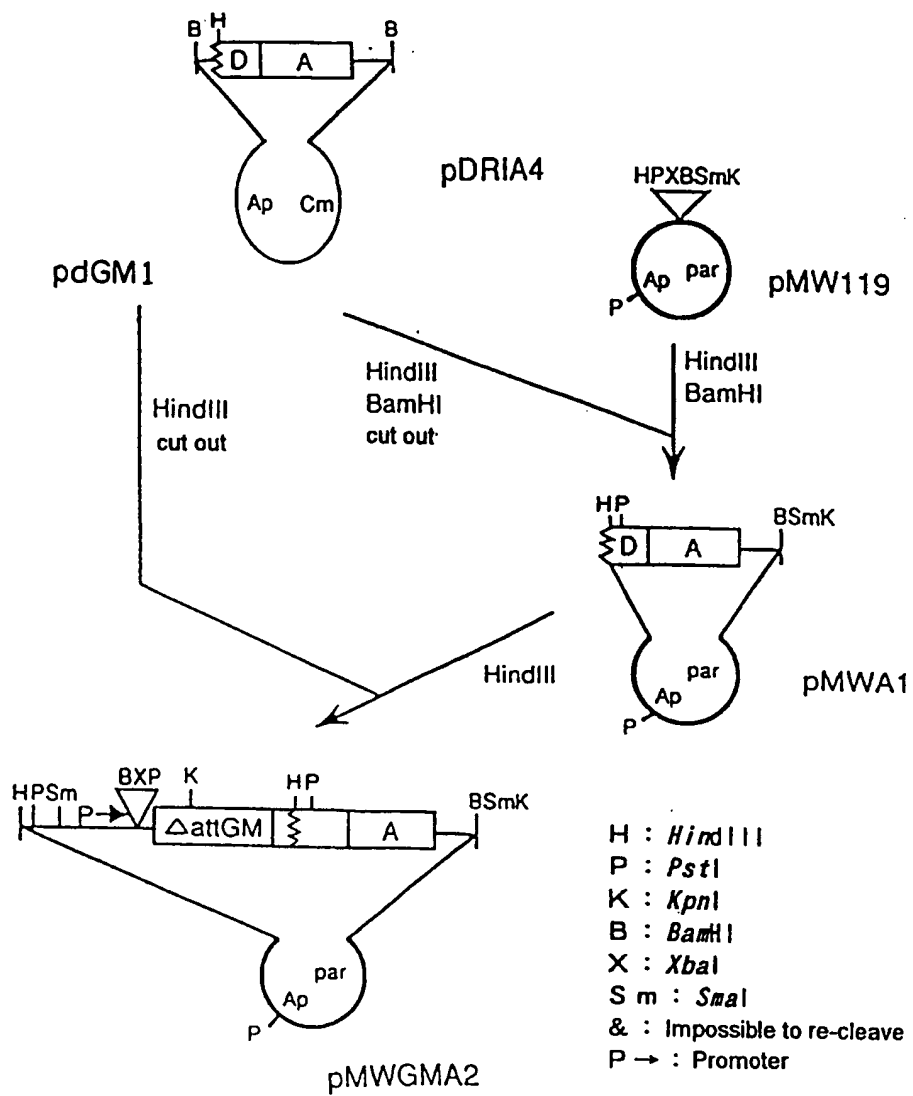 B H B
D A
pDRIA4
Ap Cm
HPXBSmK
pdGM1
Ap par
P
pMW119
HindIII
cut out
HindIII
BamHI
cut out
HindIII
BamHI
HP
BSmK
D A
HindIII
par
Ap
P
pMWA1
HPSm
P→
BXP
K
HP
BSmK
ΔattGM
A
par
Ap
P
pMWGMA2
H : HindIII
P : PstI
K : KpnI
B : BamHI
X : XbaI
Sm : SmaI
& : Impossible to re-cleave
P → : Promoter